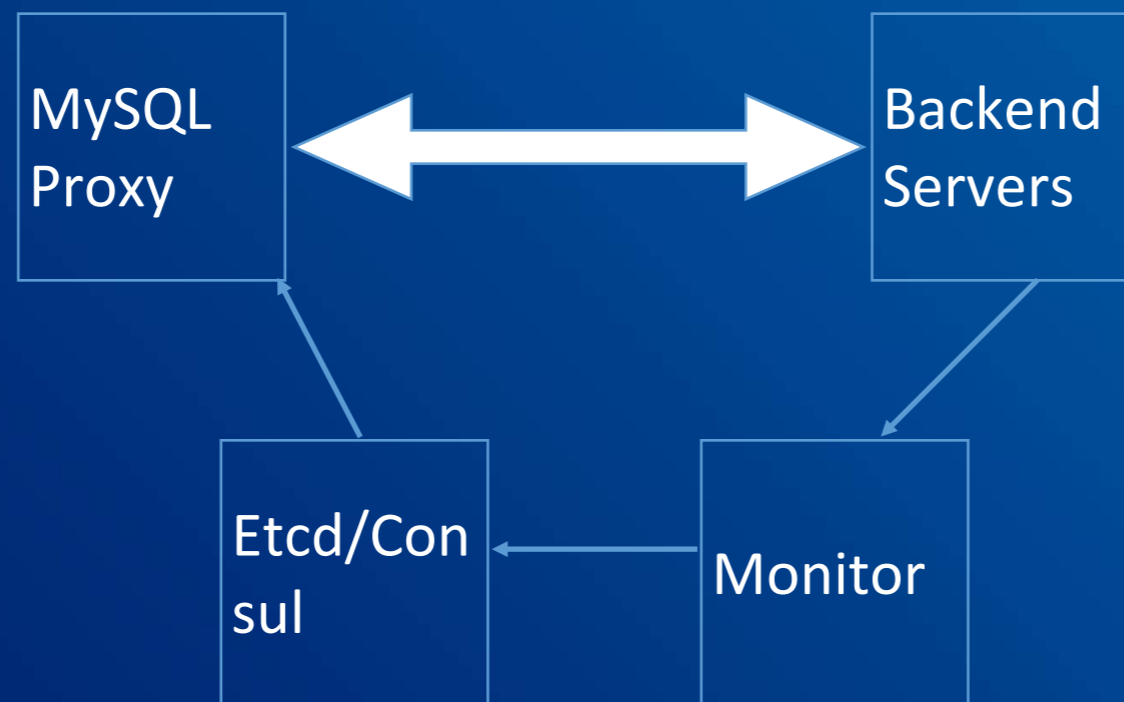 MySQL
Proxy
Backend
Servers
Etcd/Con
sul
Monitor